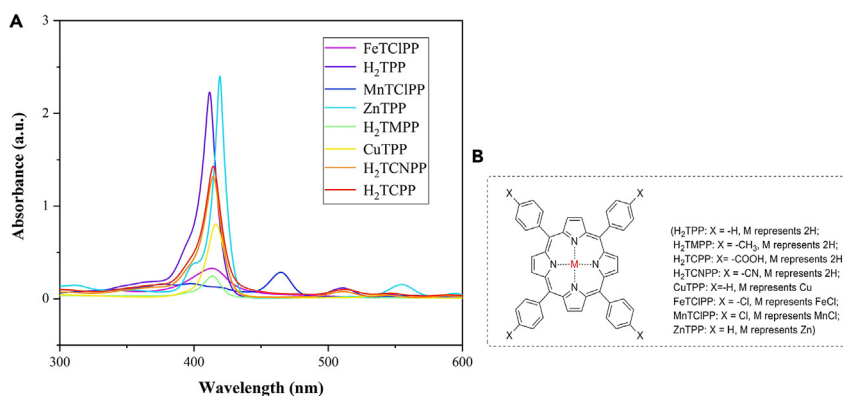 A
3
2
1
0
Absorbance (a.u.)
FeTClPP
H₂TPP
MnTClPP
ZnTPP
H₂TMPP
CuTPP
H₂TCNPP
H₂TCPP
300
400
500
600
Wavelength (nm)
B
X
X
N
N
M
N
N
X
X
(H₂TPP: X = -H, M represents 2H;
H₂TMPP: X = -CH₃, M represents 2H;
H₂TCPP: X= -COOH, M represents 2H
H₂TCNPP: X = -CN, M represents 2H;
CuTPP: X=-H, M represents Cu
FeTClPP: X = -Cl, M represents FeCl;
MnTClPP: X = Cl, M represents MnCl;
ZnTPP: X = H, M represents Zn)